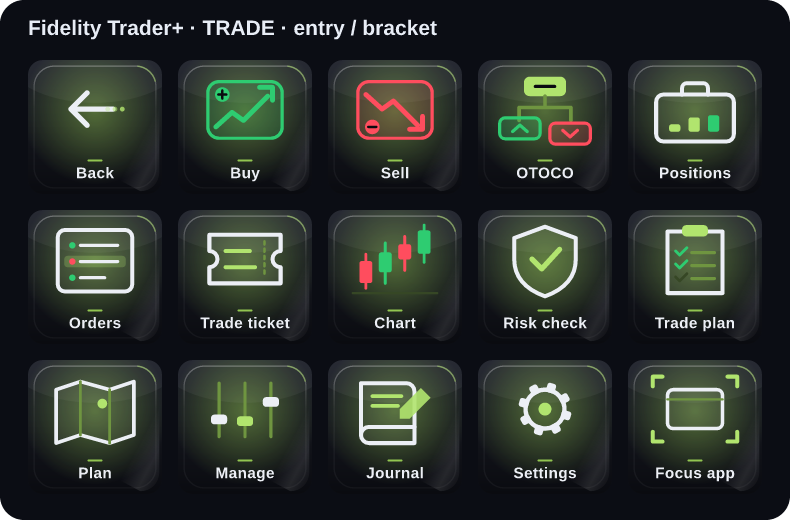 Fidelity Trader+ · TRADE · entry / bracket
Back
Buy
Sell
OTOCO
Positions
Orders
Trade ticket
Chart
Risk check
Trade plan
Plan
Manage
Journal
Settings
Focus app